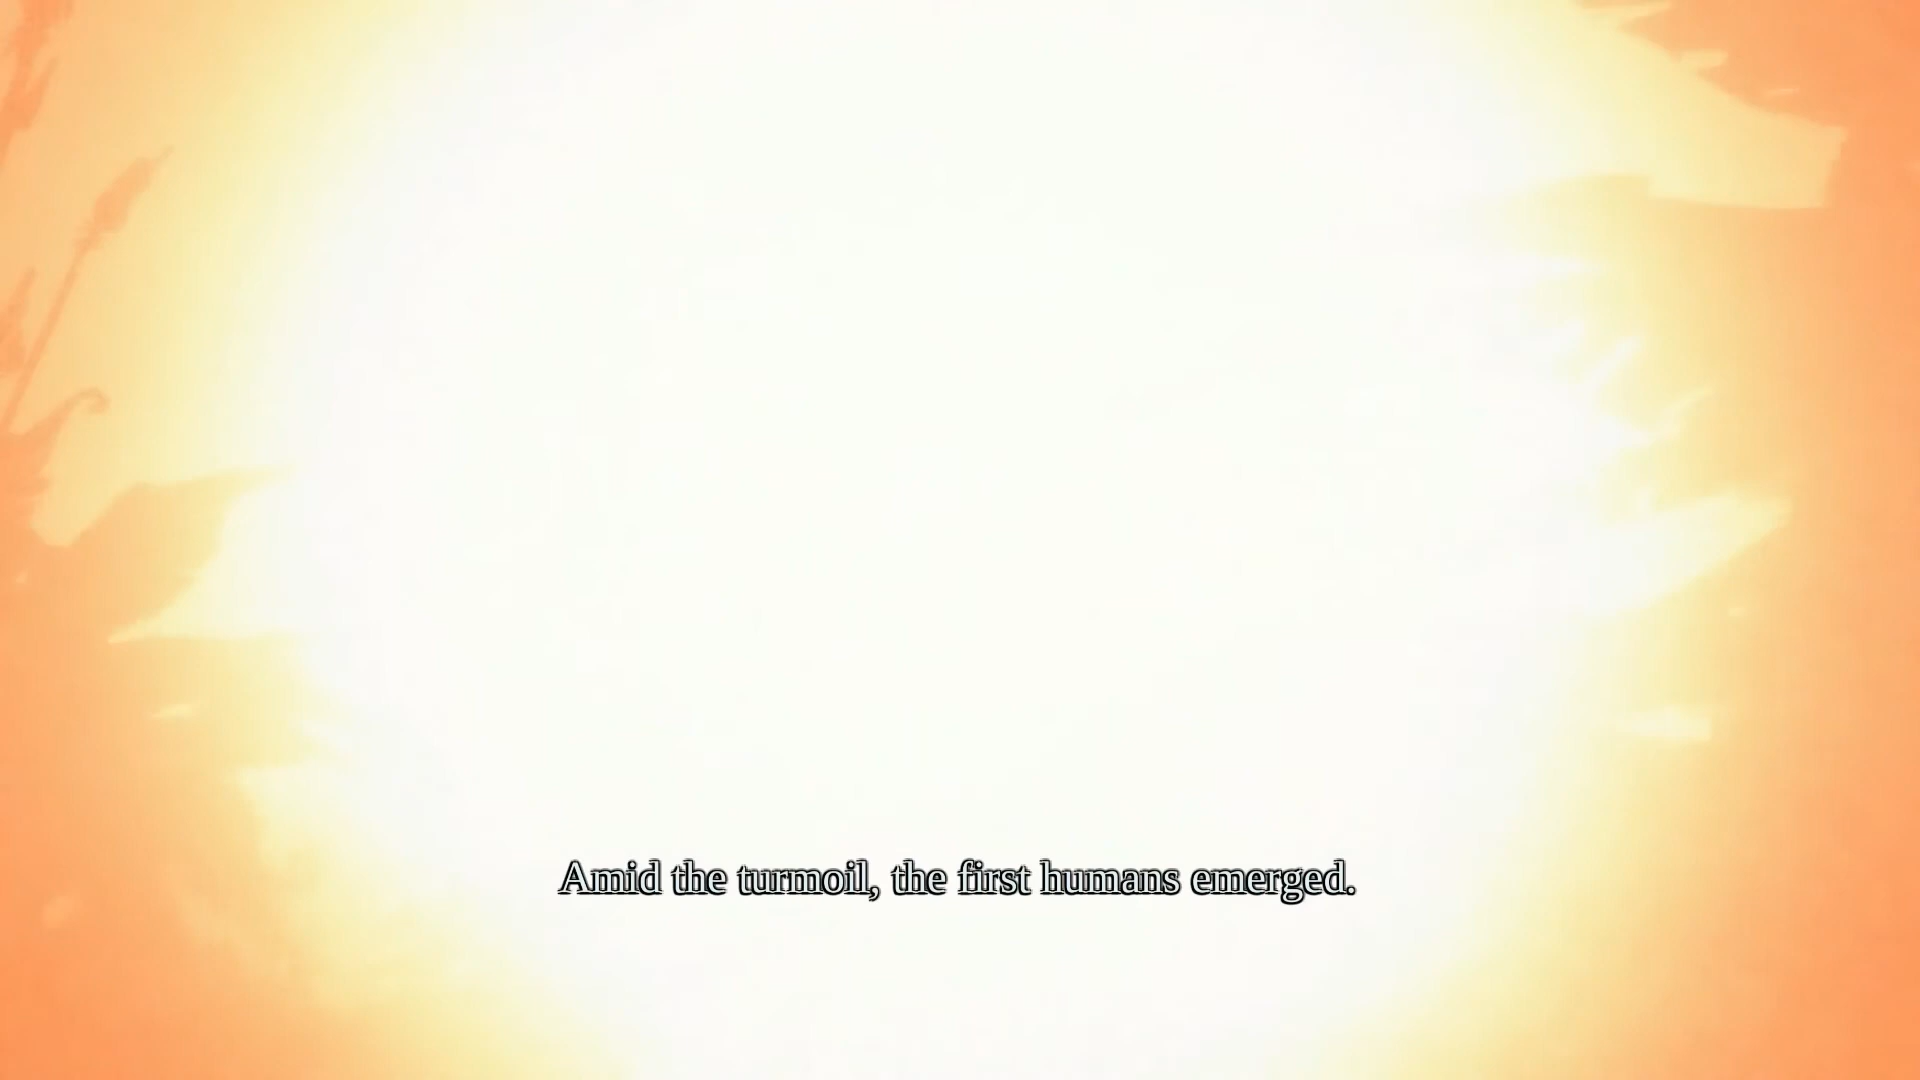 Amid the turmoil, the first humans emerged.